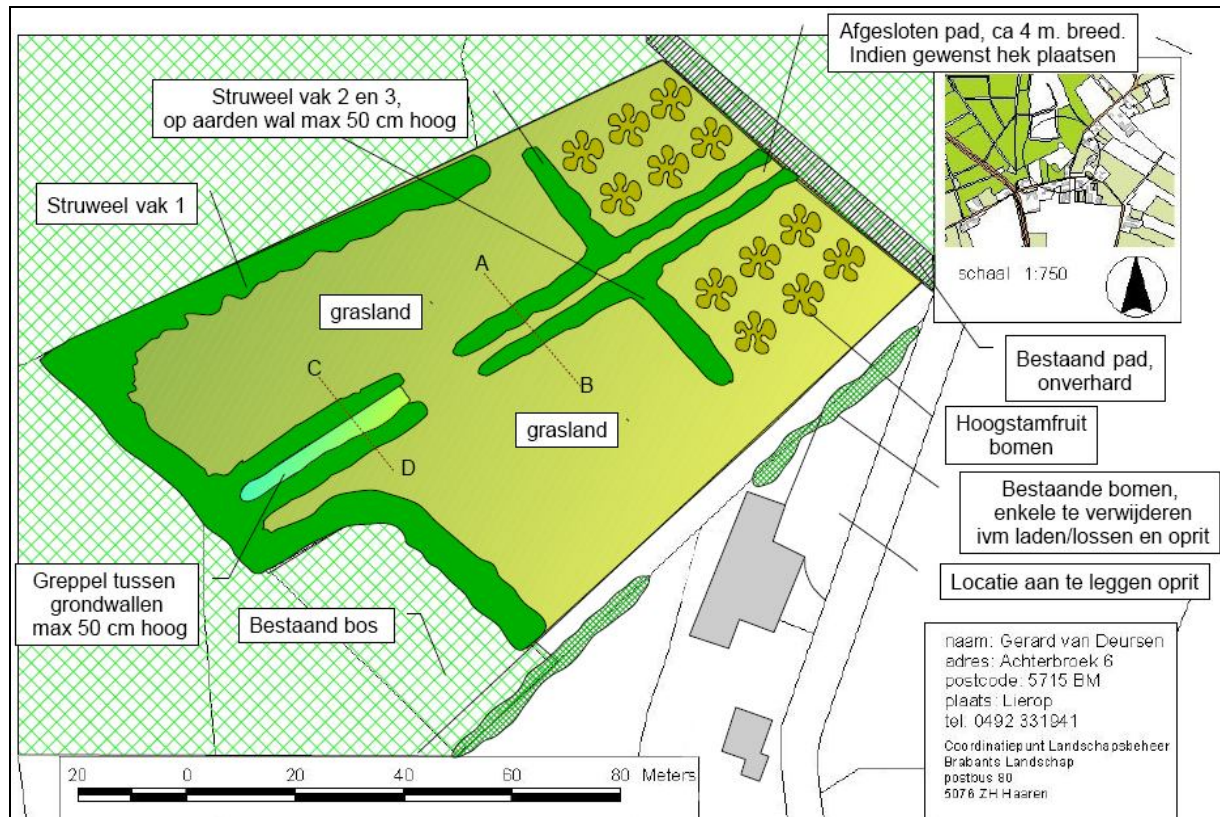 Afgesloten pad, ca 4 m. breed.
Indien gewenst hek plaatsen
Struweel vak 2 en 3,
op aarden wal max 50 cm hoog
Struweel vak 1
schaal 1:750
A
grasland
C
B
Bestaand pad,
onverhard
grasland
Hoogstamfruit
bomen
D
Bestaande bomen,
enkele te verwijderen
ivm laden/lossen en oprit
Greppel tussen
grondwallen
max 50 cm hoog
Locatie aan te leggen oprit
Bestaand bos
naam: Gerard van Deursen
adres: Achterbroek 6
postcode: 5715 BM
plaats: Lierop
tel. 0492 331941
Coordinatiepunt Landschapsbeheer
Brabants Landschap
postbus 80
5076 ZH Haaren
20 0 20 40 60 80 Meters